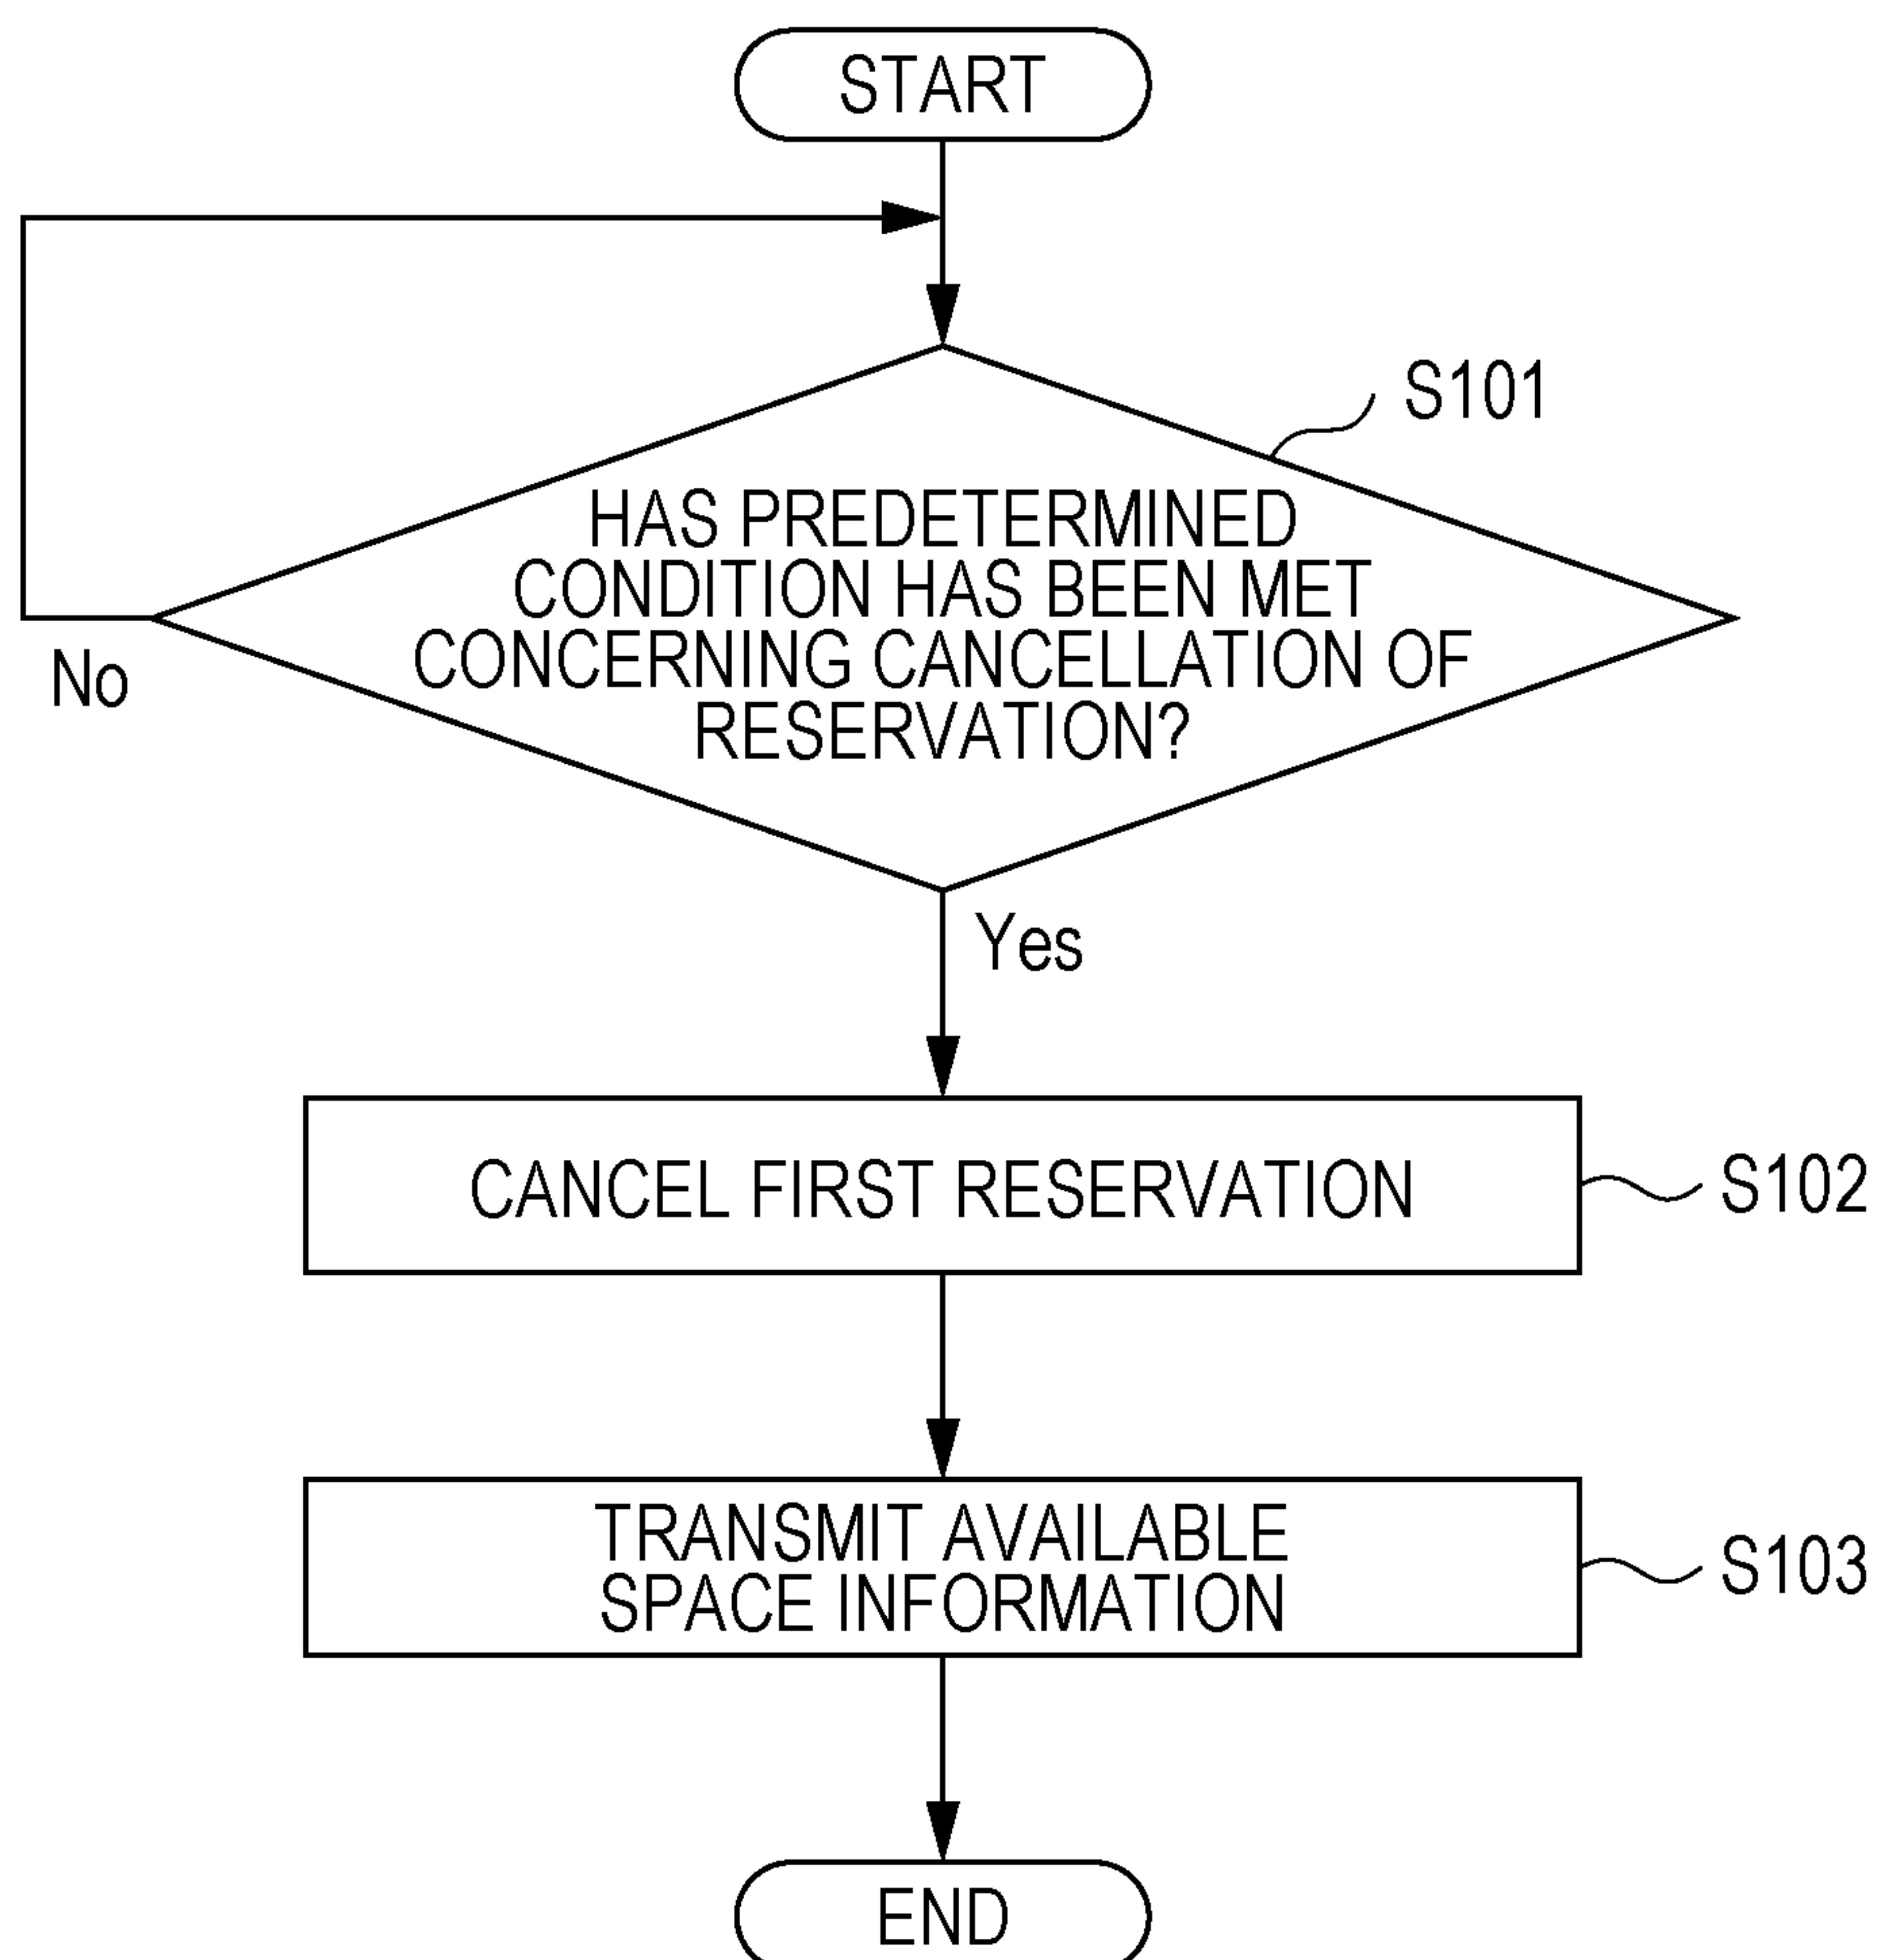 START
S101
HAS PREDETERMINED
CONDITION HAS BEEN MET
CONCERNING CANCELLATION OF
RESERVATION?
No
Yes
CANCEL FIRST RESERVATION
S102
TRANSMIT AVAILABLE
SPACE INFORMATION
S103
END